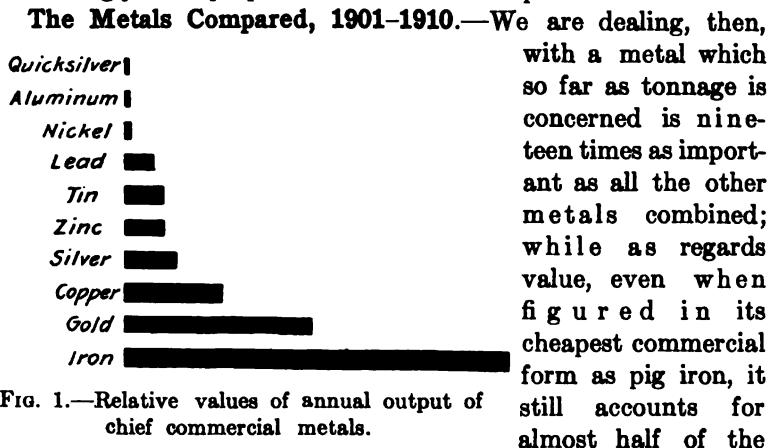 The Metals Compared, 1901–1910.—We are dealing, then,
with a metal which
so far as tonnage is
concerned is nine-
teen times as import-
ant as all the other
metals combined;
while as regards
value, even when
figured in its
cheapest commercial
form as pig iron, it
still accounts for
almost half of the
Quicksilver
Aluminum
Nickel
Lead
Tin
Zinc
Silver
Copper
Gold
Iron
FIG. 1.—Relative values of annual output of
chief commercial metals.